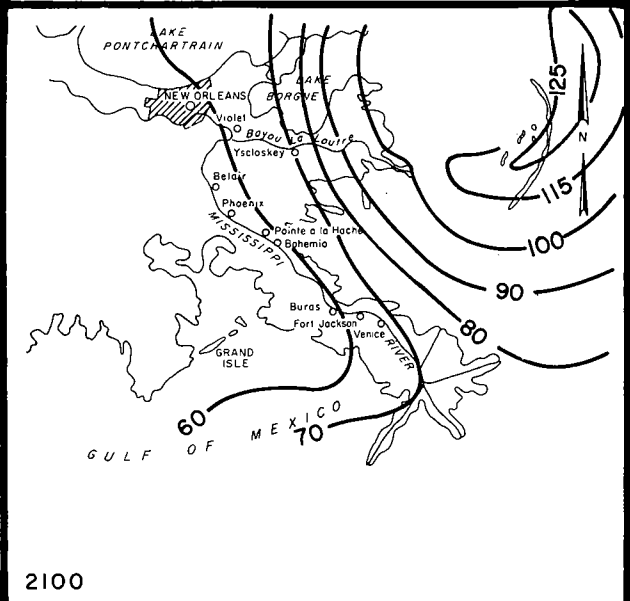 LAKE
PONTCHARTRAIN
125
LAKE
BORGNE
NEW ORLEANS
Violet
Bayou La Loutre
N
Yscloskey
Belair
115
Phoenix
MISSISSIPPI
Pointe a la Hache
Bohemia
100
90
Buras
Fort Jackson
Venice
RIVER
80
GRAND
ISLE
60
70
GULF OF MEXICO
2100